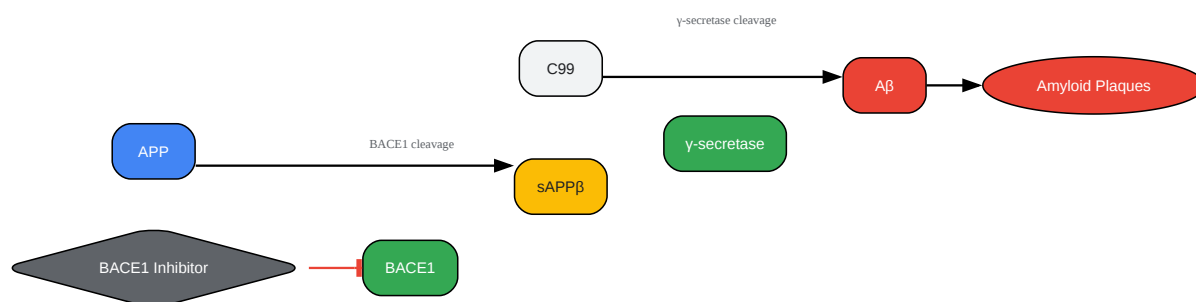 γ-secretase cleavage
C99
Aβ
Amyloid Plaques
γ-secretase
BACE1 cleavage
APP
sAPPβ
BACE1 Inhibitor
BACE1